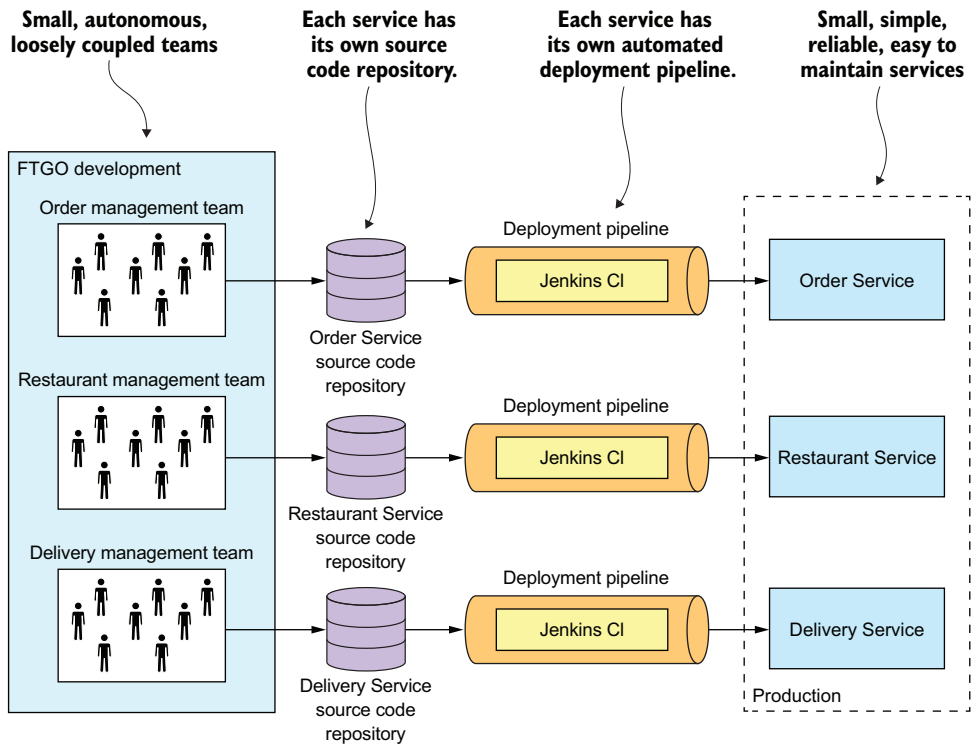 Small, autonomous,
loosely coupled teams
Each service has
its own source
code repository.
Each service has
its own automated
deployment pipeline.
Small, simple,
reliable, easy to
maintain services
FTGO development
Order management team
Deployment pipeline
Jenkins CI
Order Service
Order Service
source code
repository
Restaurant management team
Deployment pipeline
Jenkins CI
Restaurant Service
Restaurant Service
source code
repository
Delivery management team
Deployment pipeline
Jenkins CI
Delivery Service
Delivery Service
source code
repository
Production